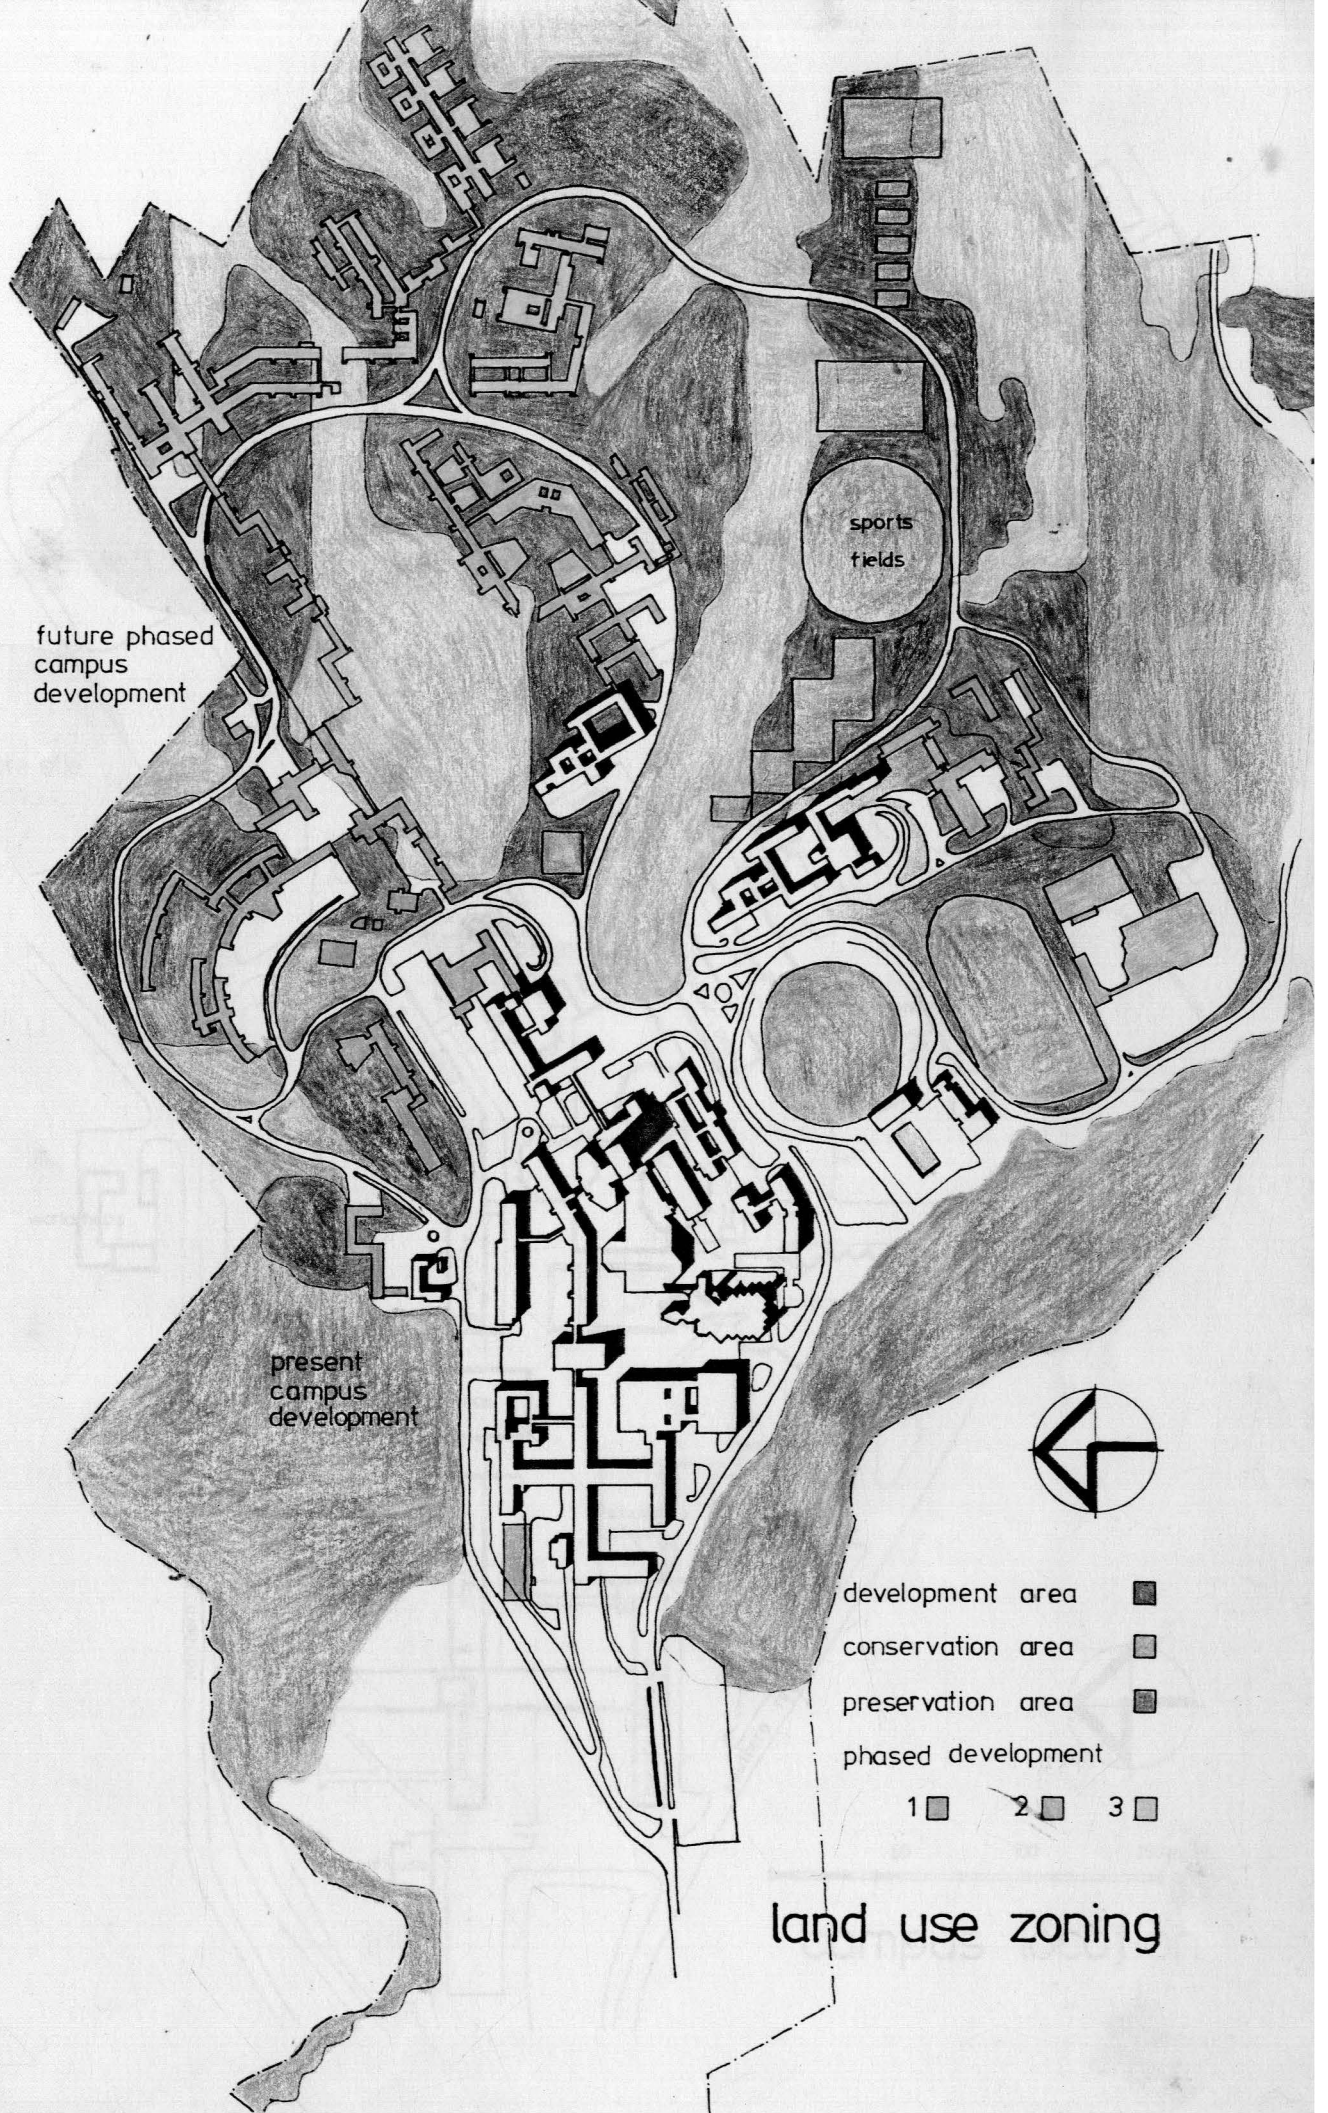 sports
fields
future phased
campus
development
present
campus
development
development area
conservation area
preservation area
phased development
1 2 3
land use zoning